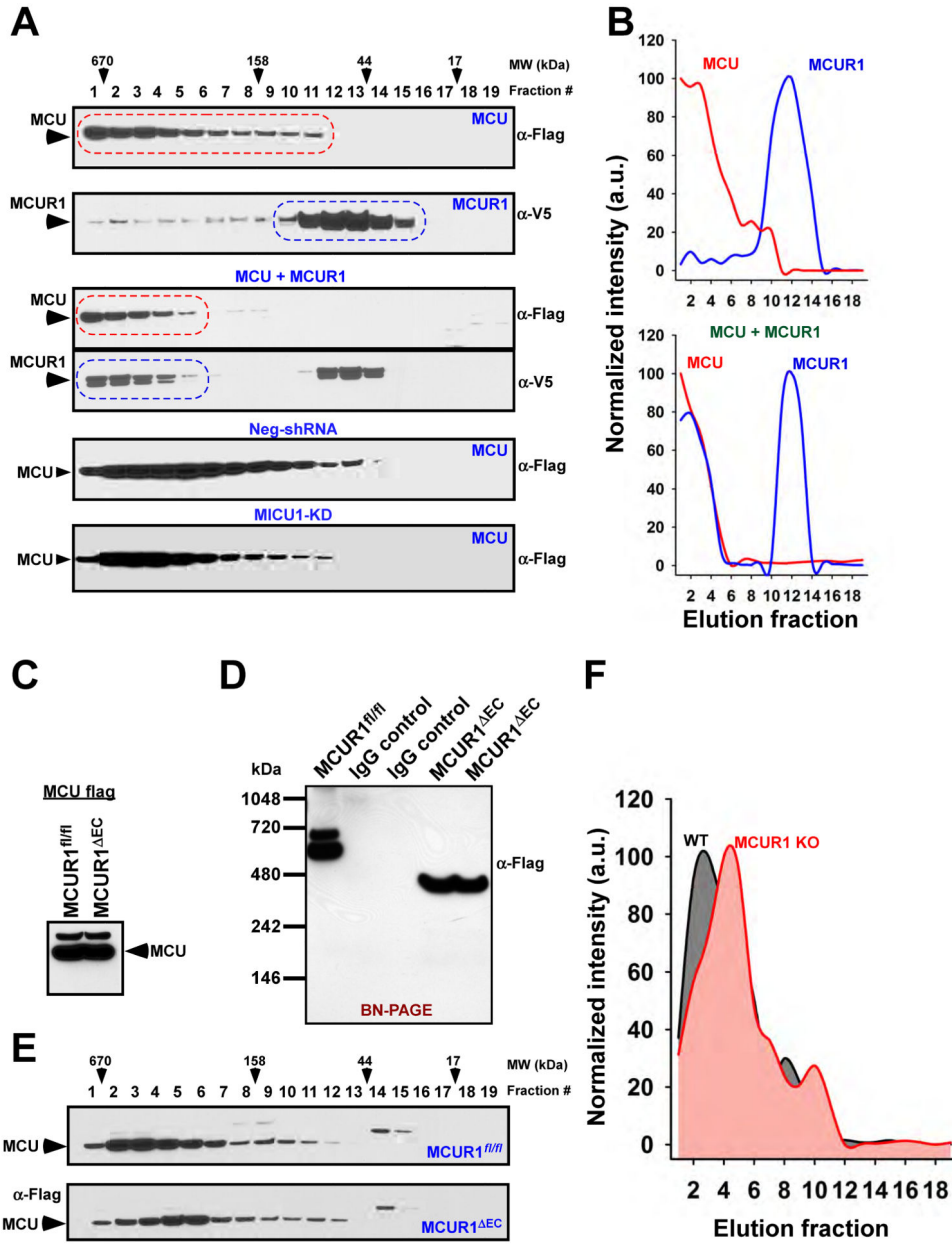 A
670 158 44 17 MW (kDa)
1 2 3 4 5 6 7 8 9 10 11 12 13 14 15 16 17 18 19 Fraction #
MCU MCU α-Flag
MCUR1 MCUR1 α-V5
MCU + MCUR1
MCU α-Flag
MCUR1 α-V5
Neg-shRNA
MCU MCU α-Flag
MICU1-KD
MCU MCU α-Flag
B
120
100
80
60
40
20
0
MCU MCUR1
2 4 6 8 10 12 14 16 18
Normalized intensity (a.u.)
MCU + MCUR1
120
100
80
60
40
20
0
MCU MCUR1
2 4 6 8 10 12 14 16 18
Elution fraction
C
MCU flag
MCUR1fl/fl
MCUR1ΔEC
MCU
D
MCUR1fl/fl
IgG control
IgG control
MCUR1ΔEC
MCUR1ΔEC
kDa
1048
720
480
242
146
α-Flag
BN-PAGE
E
670 158 44 17 MW (kDa)
1 2 3 4 5 6 7 8 9 10 11 12 13 14 15 16 17 18 19 Fraction #
MCU MCUR1fl/fl
α-Flag
MCU MCUR1ΔEC
F
120
100
80
60
40
20
0
Normalized intensity (a.u.)
WT MCUR1 KO
2 4 6 8 10 12 14 16 18
Elution fraction